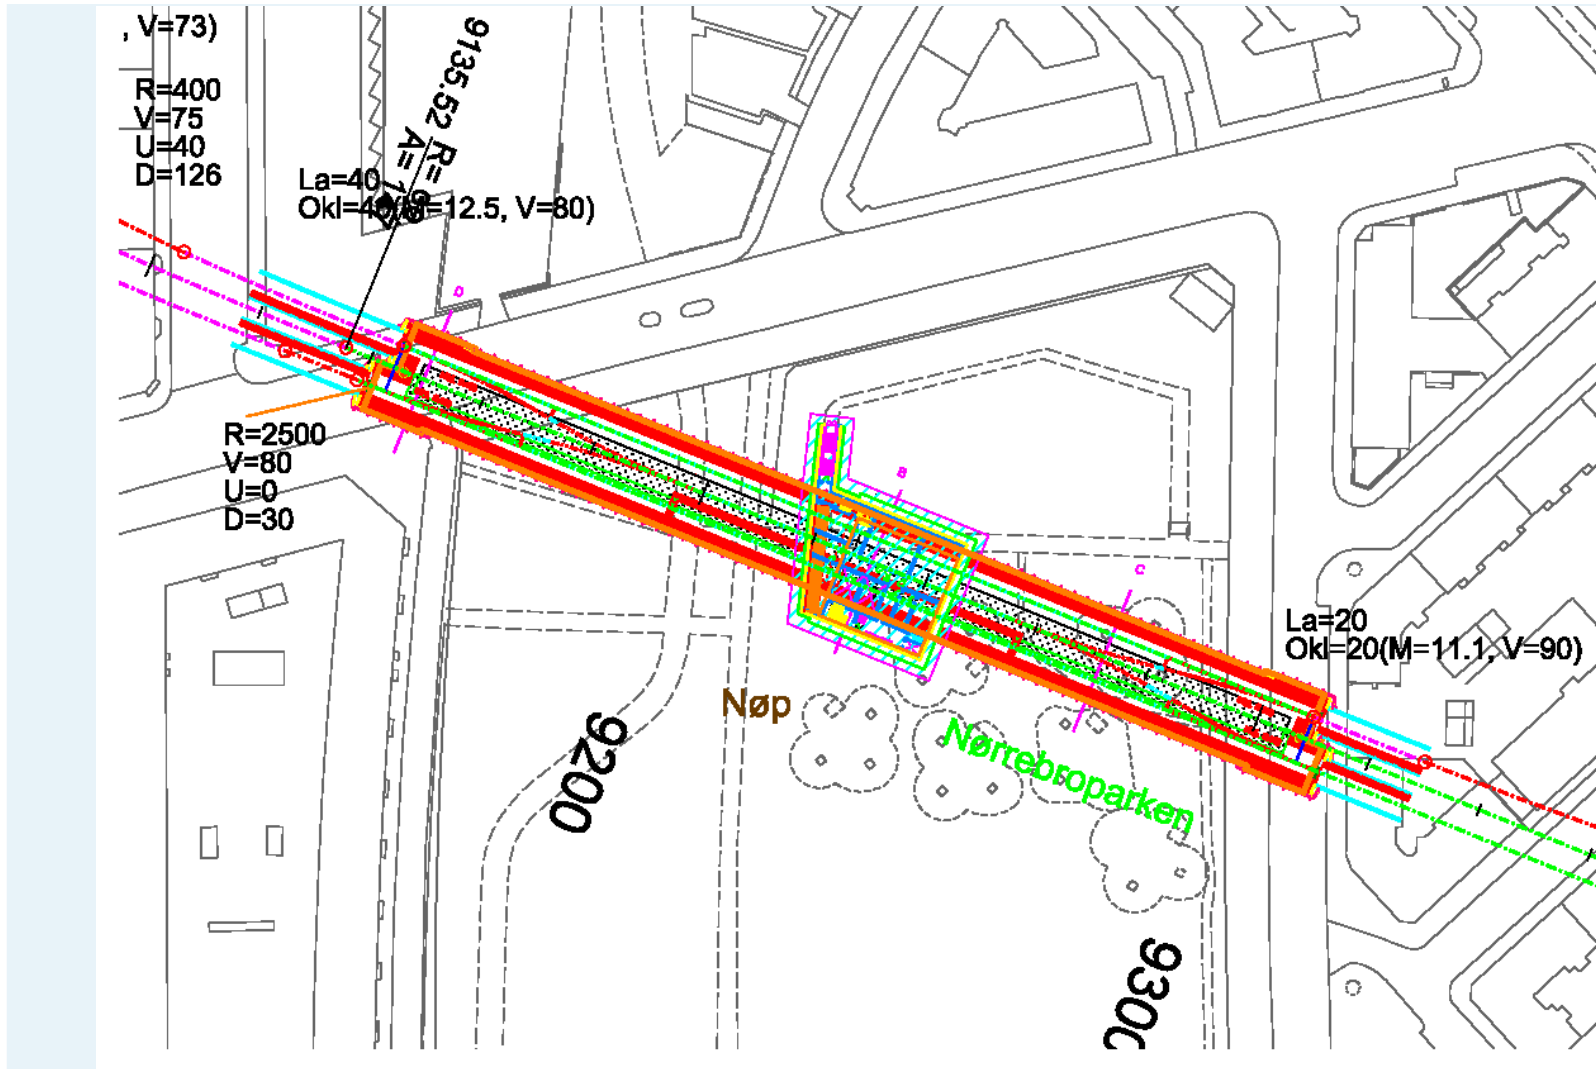 , V=73)
R=400
V=75
U=40
D=126
9135.52
La=40
V=80)
R=2500
V=80
U=0
D=30
D
B
C
La=20
Okl=20(M=11.1, V=90)
Nøp
Nørrebroparken
9200
930